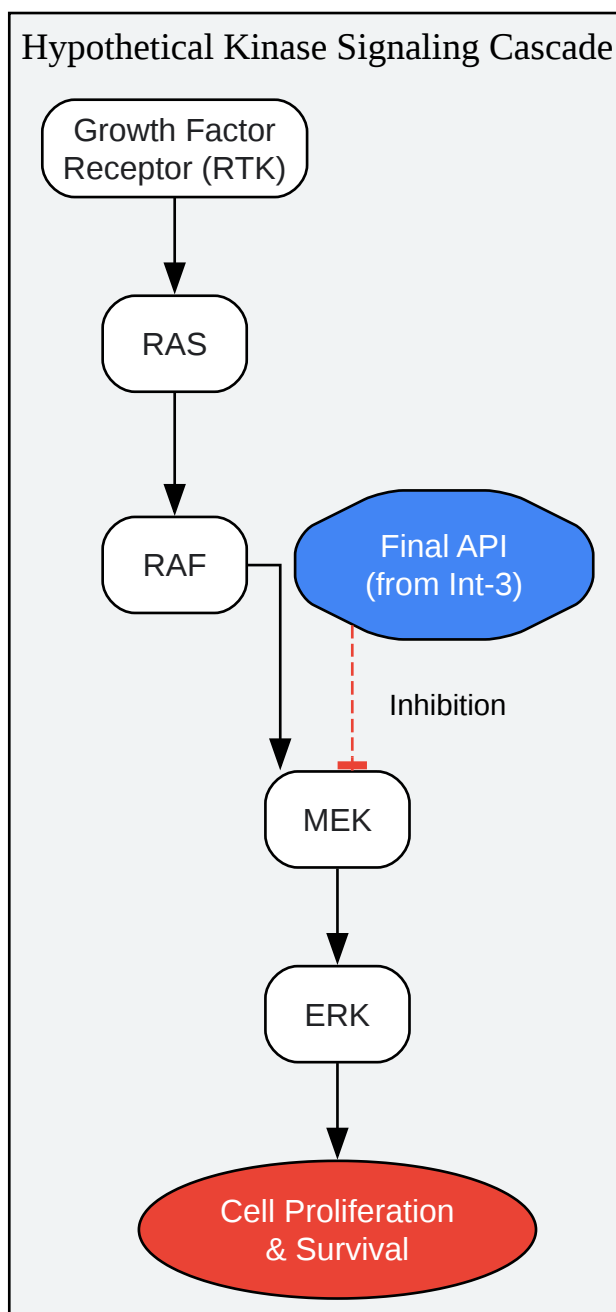 Hypothetical Kinase Signaling Cascade
Growth Factor
Receptor (RTK)
RAS
RAF
Final API
(from Int-3)
Inhibition
MEK
ERK
Cell Proliferation
& Survival